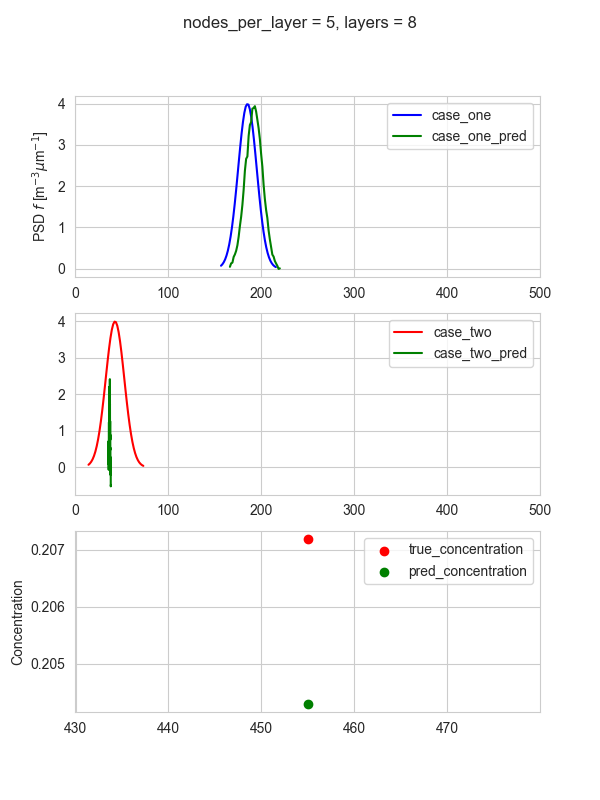 nodes_per_layer = 5, layers = 8
4
3
2
1
0
PSD f [m⁻³μm⁻¹]
case_one
case_one_pred
0 100 200 300 400 500
4
3
2
1
0
case_two
case_two_pred
0 100 200 300 400 500
0.207
0.206
0.205
Concentration
true_concentration
pred_concentration
430 440 450 460 470